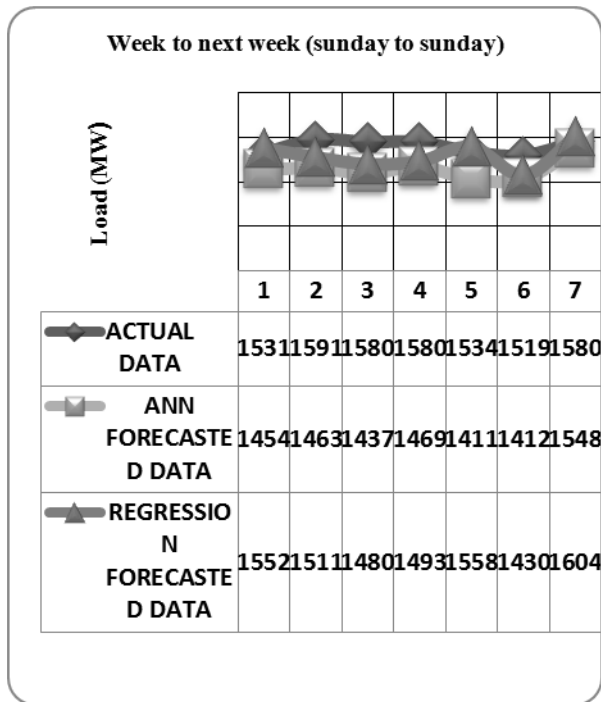 Week to next week (sunday to sunday)
Load (MW)
1 2 3 4 5 6 7
ACTUAL
DATA
1531 1591 1580 1580 1534 1519 1580
ANN
FORECASTE
D DATA
1454 1463 1437 1469 1411 1412 1548
REGRESSIO
N
FORECASTE
D DATA
1552 1511 1480 1493 1558 1430 1604